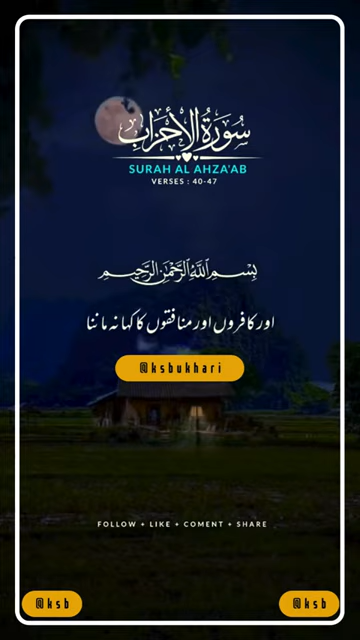 سُورَةُ الأَحْزَاب
SURAH AL AHZA'AB
VERSES : 40-47
بِسْمِ اللَّهِ الرَّحْمَٰنِ الرَّحِيمِ
اور کافروں اور منافقوں کا کہا نہ ماننا
@ksbukhari
FOLLOW + LIKE + COMENT + SHARE
@ksb
@ksb